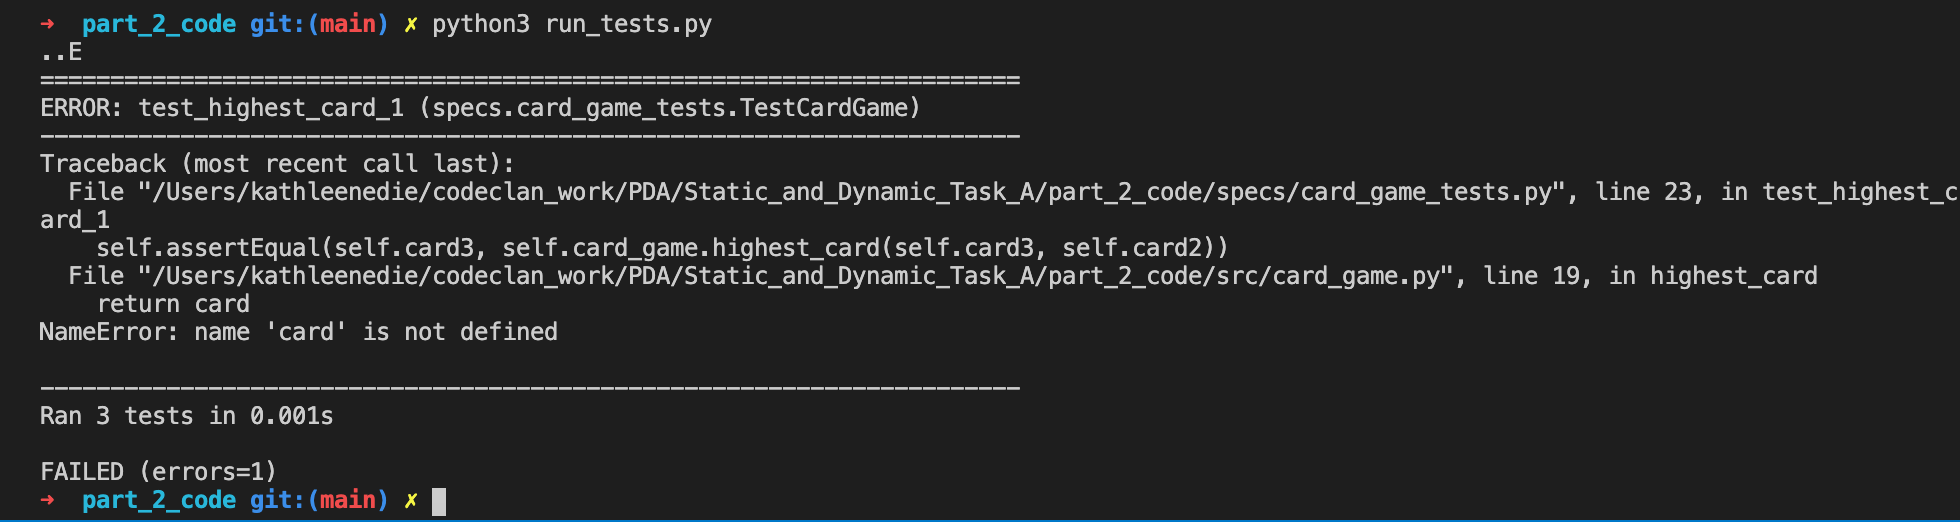 ➜  part_2_code git:(main) ✗ python3 run_tests.py
..E
======================================================================
ERROR: test_highest_card_1 (specs.card_game_tests.TestCardGame)
----------------------------------------------------------------------
Traceback (most recent call last):
  File "/Users/kathleenedie/codeclan_work/PDA/Static_and_Dynamic_Task_A/part_2_code/specs/card_game_tests.py", line 23, in test_highest_c
ard_1
    self.assertEqual(self.card3, self.card_game.highest_card(self.card3, self.card2))
  File "/Users/kathleenedie/codeclan_work/PDA/Static_and_Dynamic_Task_A/part_2_code/src/card_game.py", line 19, in highest_card
    return card
NameError: name 'card' is not defined

----------------------------------------------------------------------
Ran 3 tests in 0.001s

FAILED (errors=1)
➜  part_2_code git:(main) ✗